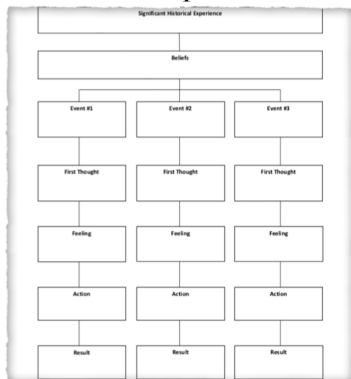 Significant Historical Experience
Beliefs
Event #1 Event #2 Event #3
First Thought First Thought First Thought
Feeling Feeling Feeling
Action Action Action
Result Result Result